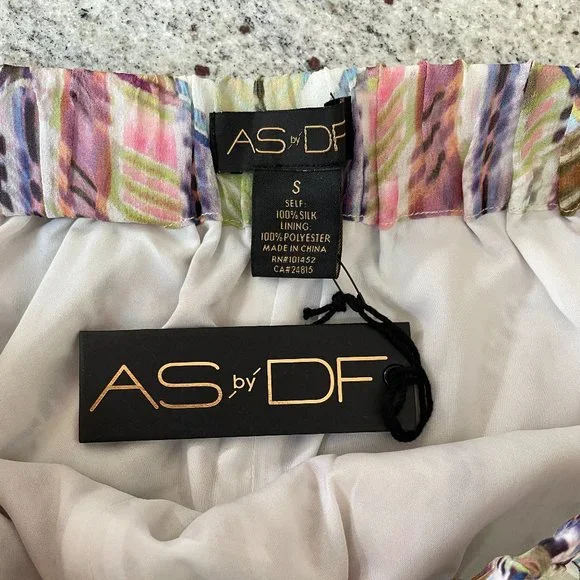 AS by DF
S
SELF:
100% SILK
LINING:
100% POLYESTER
MADE IN CHINA
RN#101452
CA#24815
AS by DF